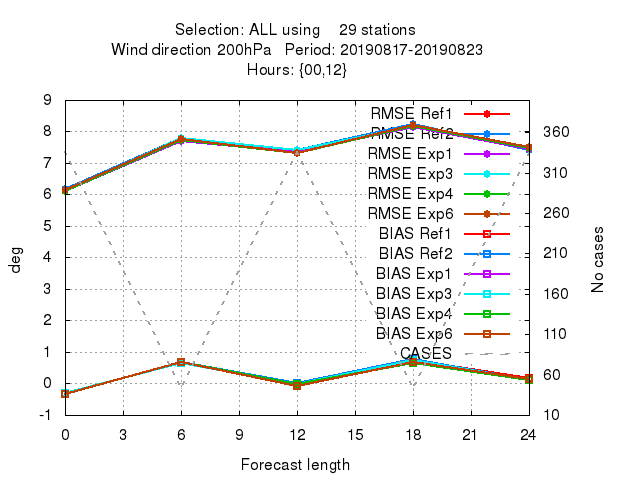 Selection: ALL using 29 stations
Wind direction 200hPa Period: 20190817-20190823
Hours: {00,12}
9
8
7
6
5
4
3
2
1
0
-1
deg
RMSE Ref1
RMSE Ref2
RMSE Exp1
RMSE Exp3
RMSE Exp4
RMSE Exp6
BIAS Ref1
BIAS Ref2
BIAS Exp1
BIAS Exp3
BIAS Exp4
BIAS Exp6
CASES
360
310
260
210
160
110
60
10
No cases
0 3 6 9 12 15 18 21 24
Forecast length